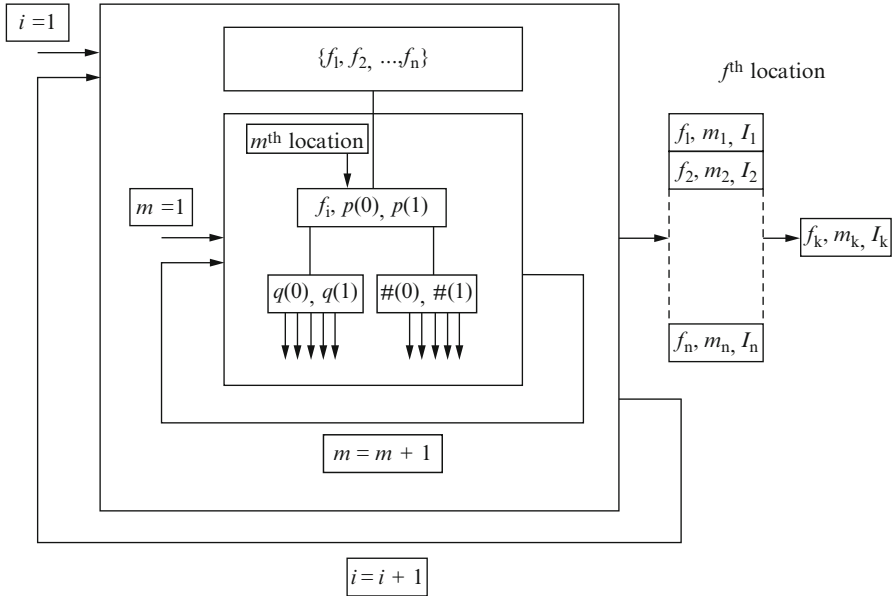 i = 1
{f₁, f₂, ..., fₙ}
fᵗʰ location
mᵗʰ location
f₁, m₁, I₁
f₂, m₂, I₂
m = 1
fᵢ, p(0), p(1)
fₖ, mₖ, Iₖ
q(0), q(1)
#(0), #(1)
fₙ, mₙ, Iₙ
m = m + 1
i = i + 1